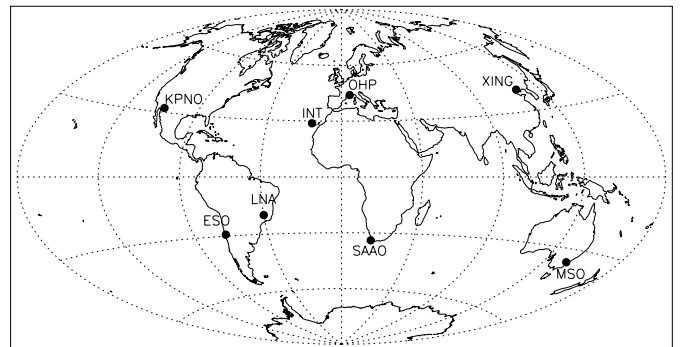 OHP
XING
KPNO
INT
LNA
ESO
SAAO
MSO